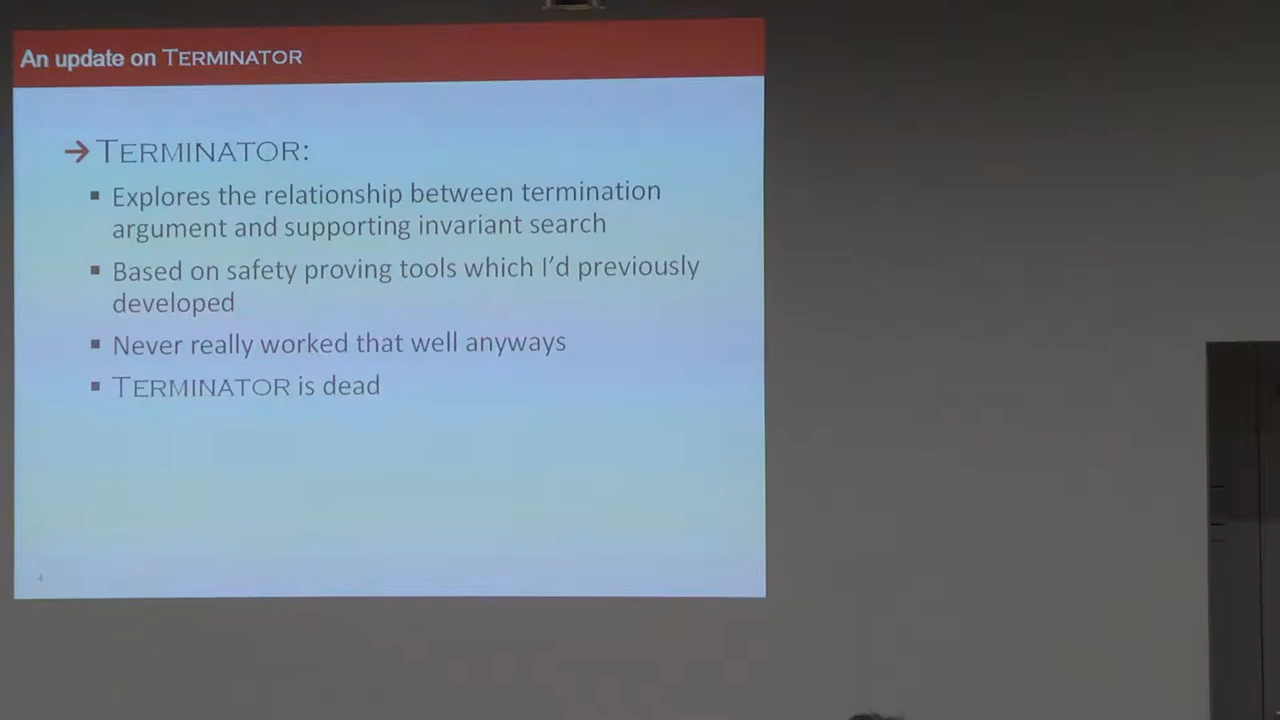 An update on TERMINATOR
→ TERMINATOR:
▪ Explores the relationship between termination
argument and supporting invariant search
▪ Based on safety proving tools which I'd previously
developed
▪ Never really worked that well anyways
▪ TERMINATOR is dead
4